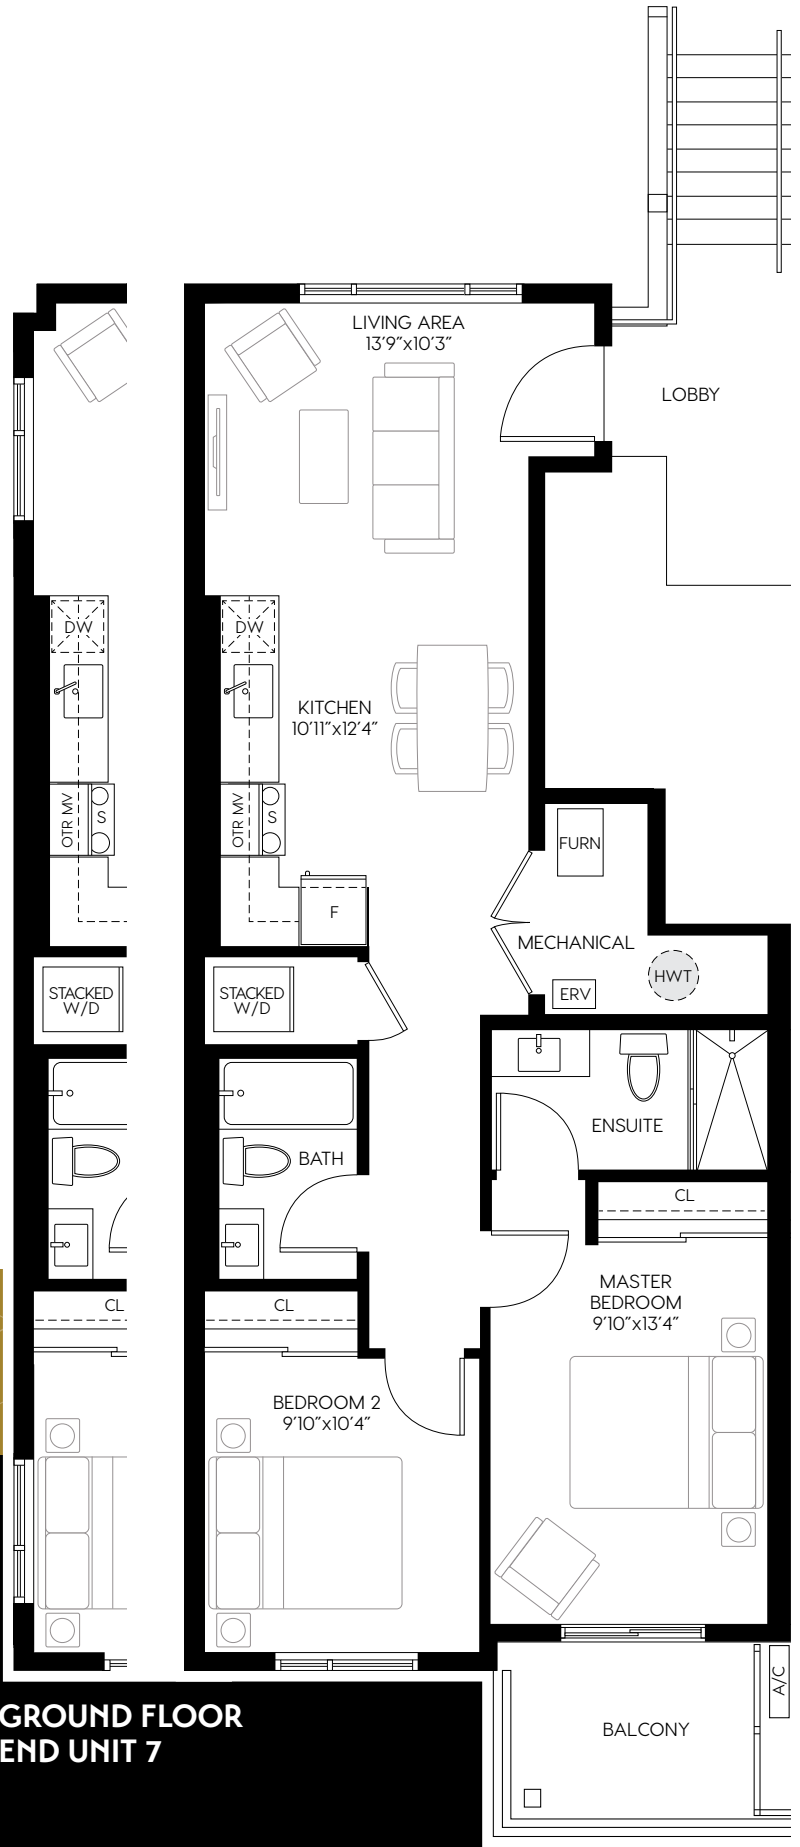 LIVING AREA
13'9"x10'3"
LOBBY
DW
DW
KITCHEN
10'11"x12'4"
OTR MV
S
OTR MV
S
FURN
F
MECHANICAL
HWT
STACKED
W/D
STACKED
W/D
ERV
ENSUITE
BATH
CL
MASTER
BEDROOM
9'10"x13'4"
CL
CL
BEDROOM 2
9'10"x10'4"
A/C
BALCONY
GROUND FLOOR
END UNIT 7